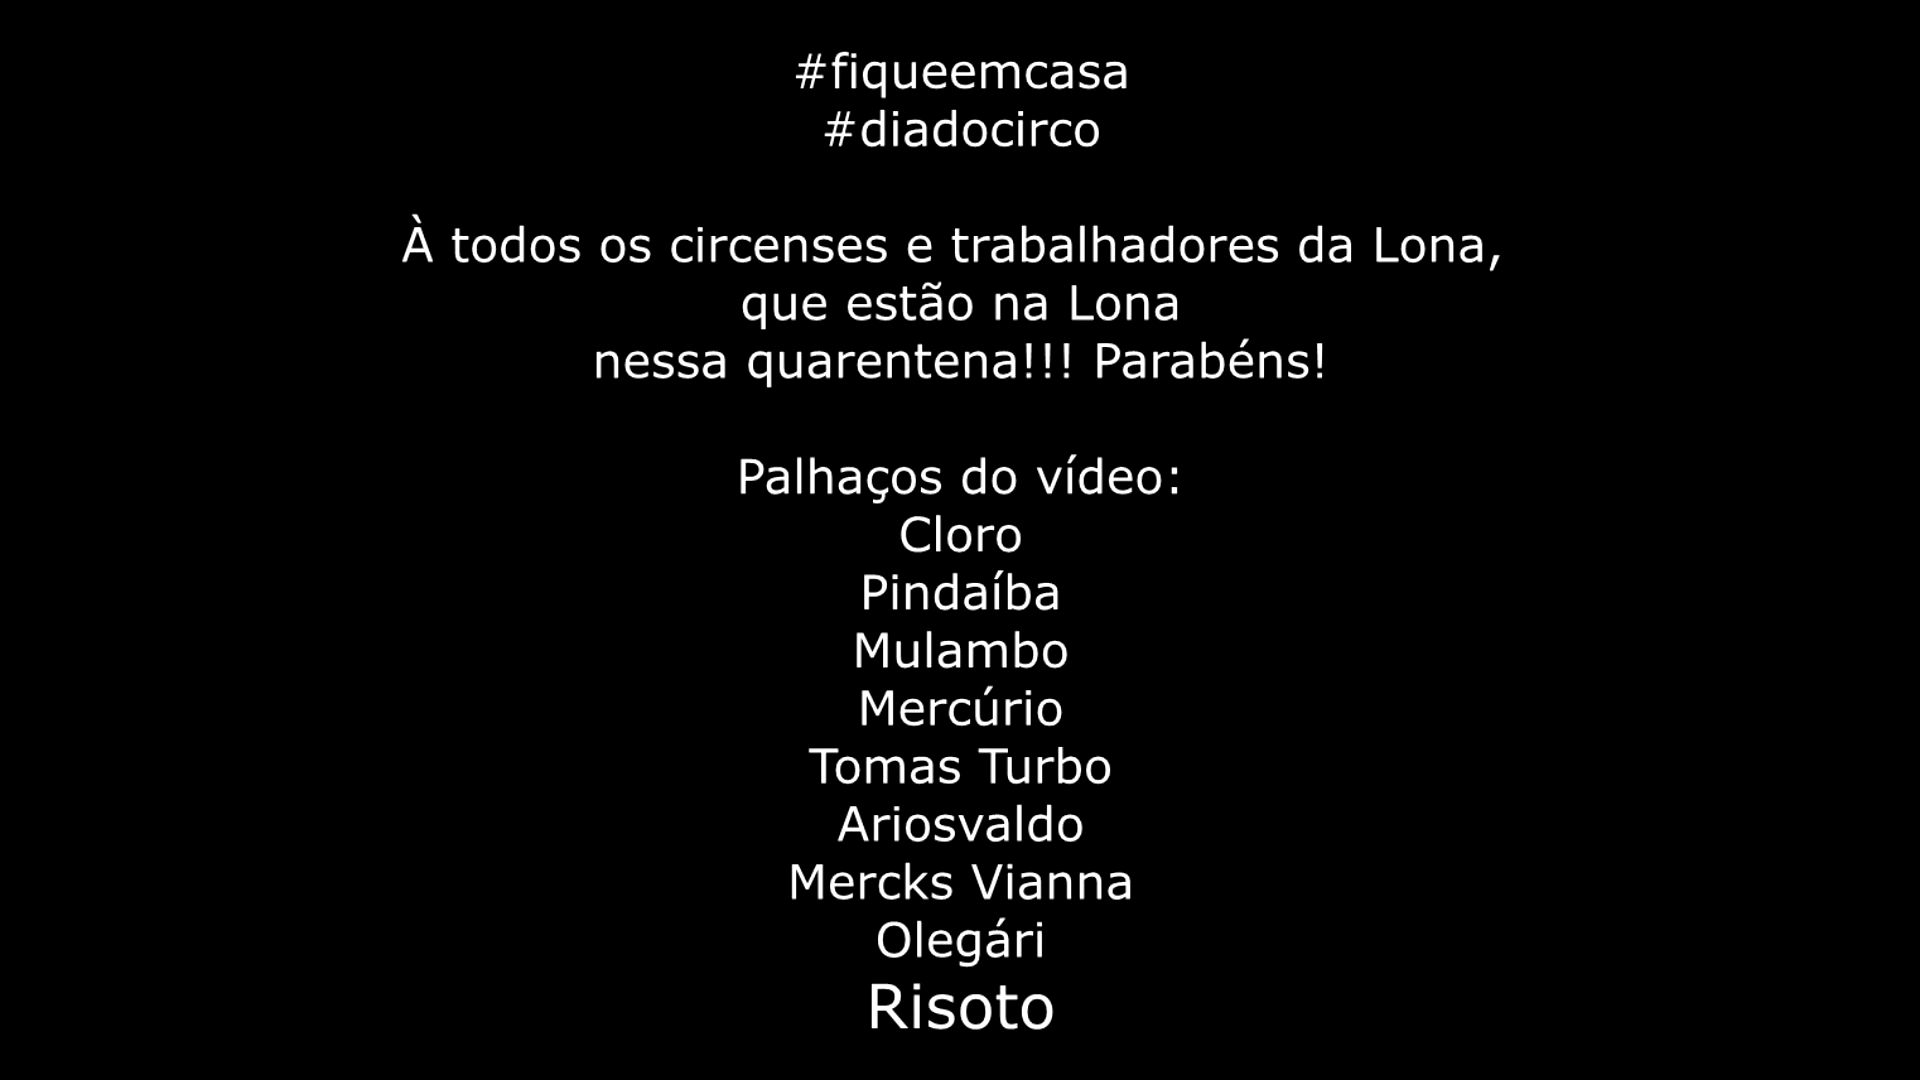 #fiqueemcasa
#diadocirco
À todos os circenses e trabalhadores da Lona,
que estão na Lona
nessa quarentena!!! Parabéns!
Palhaços do vídeo:
Cloro
Pindaíba
Mulambo
Mercúrio
Tomas Turbo
Ariosvaldo
Mercks Vianna
Olegári
Risoto